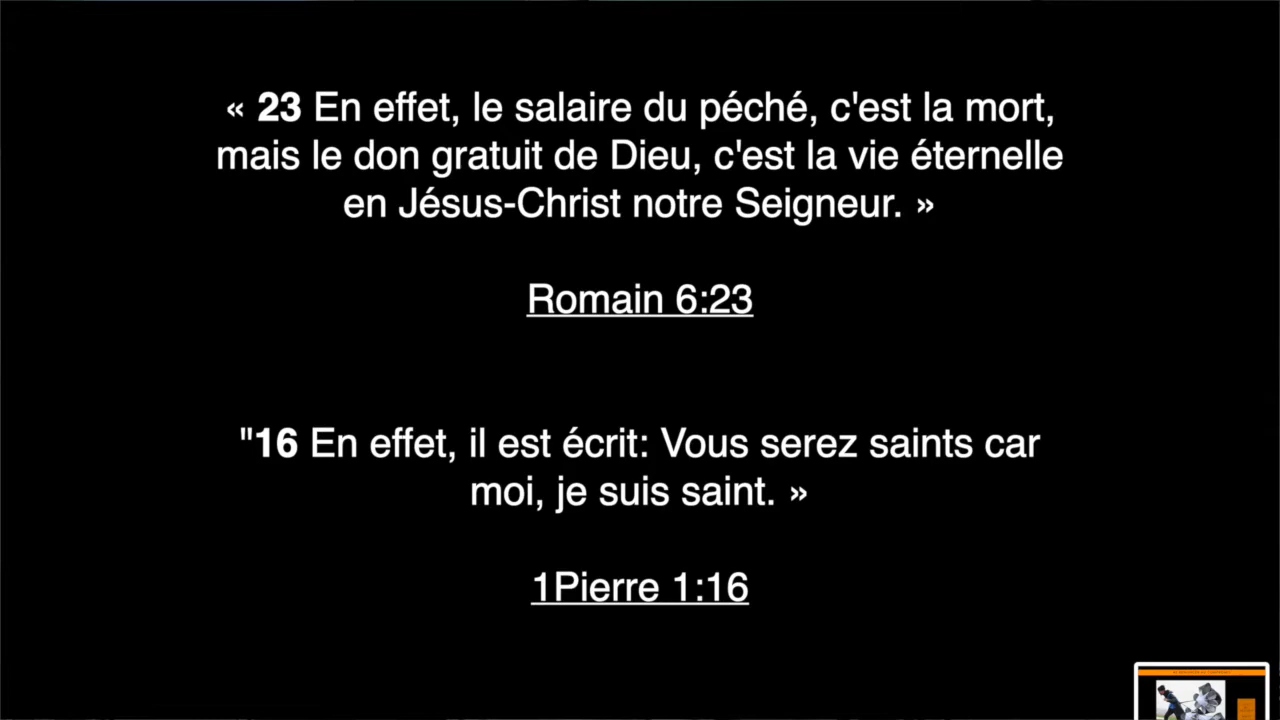 « 23 En effet, le salaire du péché, c'est la mort,
mais le don gratuit de Dieu, c'est la vie éternelle
en Jésus-Christ notre Seigneur. »
Romain 6:23
"16 En effet, il est écrit: Vous serez saints car
moi, je suis saint. »
1Pierre 1:16